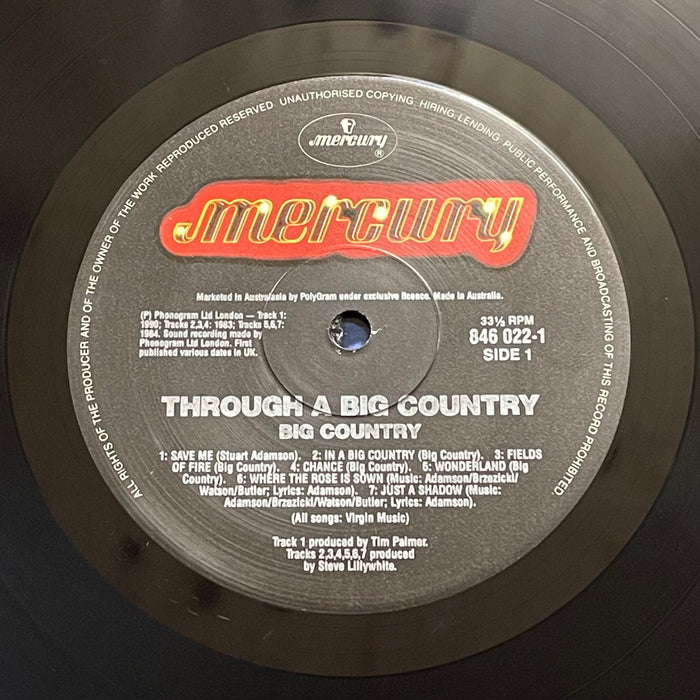 ALL RIGHTS OF THE PRODUCER AND OF THE OWNER OF THE WORK REPRODUCED RESERVED. UNAUTHORISED COPYING, HIRING, LENDING, PUBLIC PERFORMANCE AND BROADCASTING OF THIS RECORD PROHIBITED
mercury
®
mercury
Marketed in Australasia by PolyGram under exclusive licence. Made in Australia.
(P) Phonogram Ltd London — Track 1:
1990; Tracks 2,3,4: 1983; Tracks 5,6,7:
1984. Sound recording made by
Phonogram Ltd London. First
published various dates in UK.
33⅓ RPM
846 022-1
SIDE 1
THROUGH A BIG COUNTRY
BIG COUNTRY
1: SAVE ME (Stuart Adamson). 2: IN A BIG COUNTRY (Big Country). 3: FIELDS
OF FIRE (Big Country). 4: CHANCE (Big Country). 5: WONDERLAND (Big
Country). 6: WHERE THE ROSE IS SOWN (Music: Adamson/Brzezicki/
Watson/Butler; Lyrics: Adamson). 7: JUST A SHADOW (Music:
Adamson/Brzezicki/Watson/Butler; Lyrics: Adamson).
(All songs: Virgin Music)
Track 1 produced by Tim Palmer.
Tracks 2,3,4,5,6,7 produced
by Steve Lillywhite.